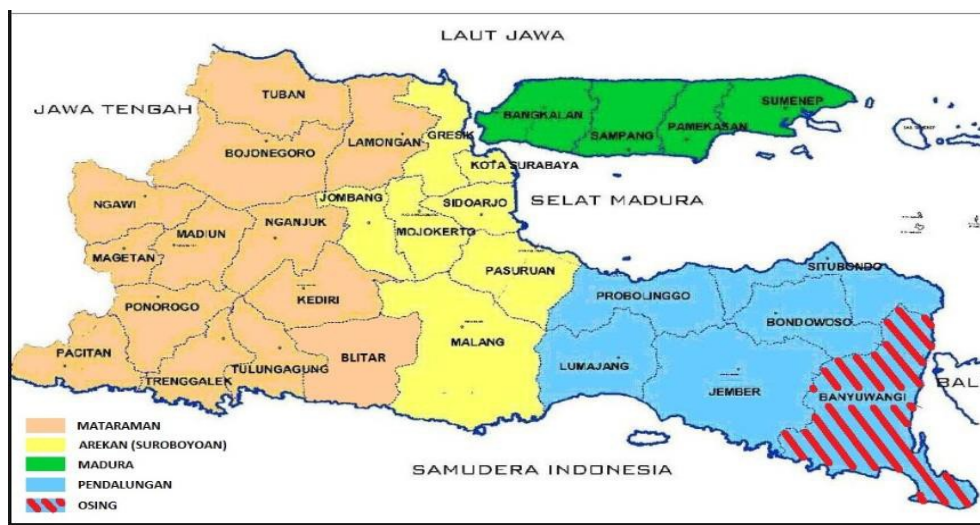 LAUT JAWA
JAWA TENGAH
TUBAN
BANGKALAN
SAMPANG
PAMEKASAN
SUMENEP
BOJONEGORO
LAMONGAN
GRESIK
KOTA SURABAYA
SELAT MADURA
NGAWI
MADIUN
MAGETAN
NGANJUK
JOMBANG
MOJOKERTO
SIDOARJO
PASURUAN
PONOROGO
KEDIRI
PROBOLINGGO
SITUBONDO
BONDOWOSO
PACITAN
TRENGGALEK
TULUNGAGUNG
BLITAR
MALANG
LUMAJANG
JEMBER
BANYUWANGI
BALI
SAMUDERA INDONESIA
MATARAMAN
AREKAN (SUROBOYOAN)
MADURA
PENDALUNGAN
OSING